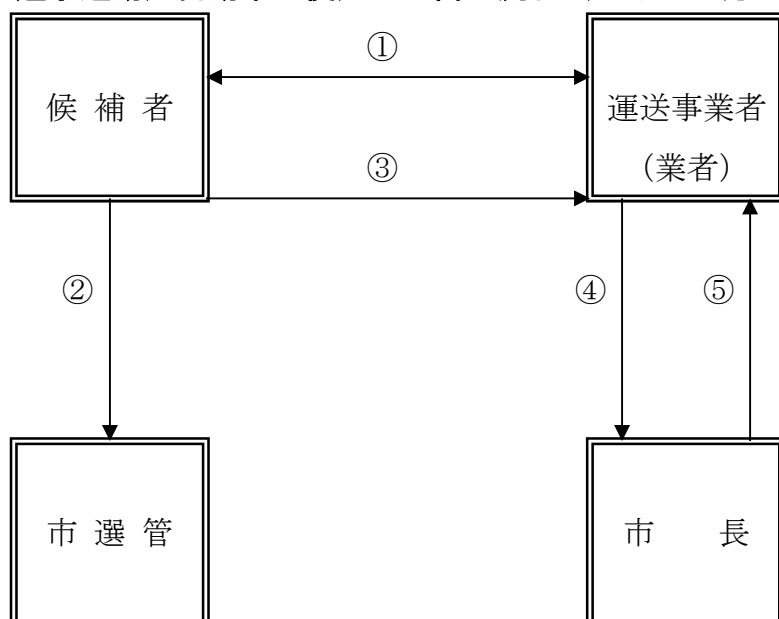 ①
候 補 者
運送事業者
(業者)
③
②
④
⑤
市 選 管
市 長